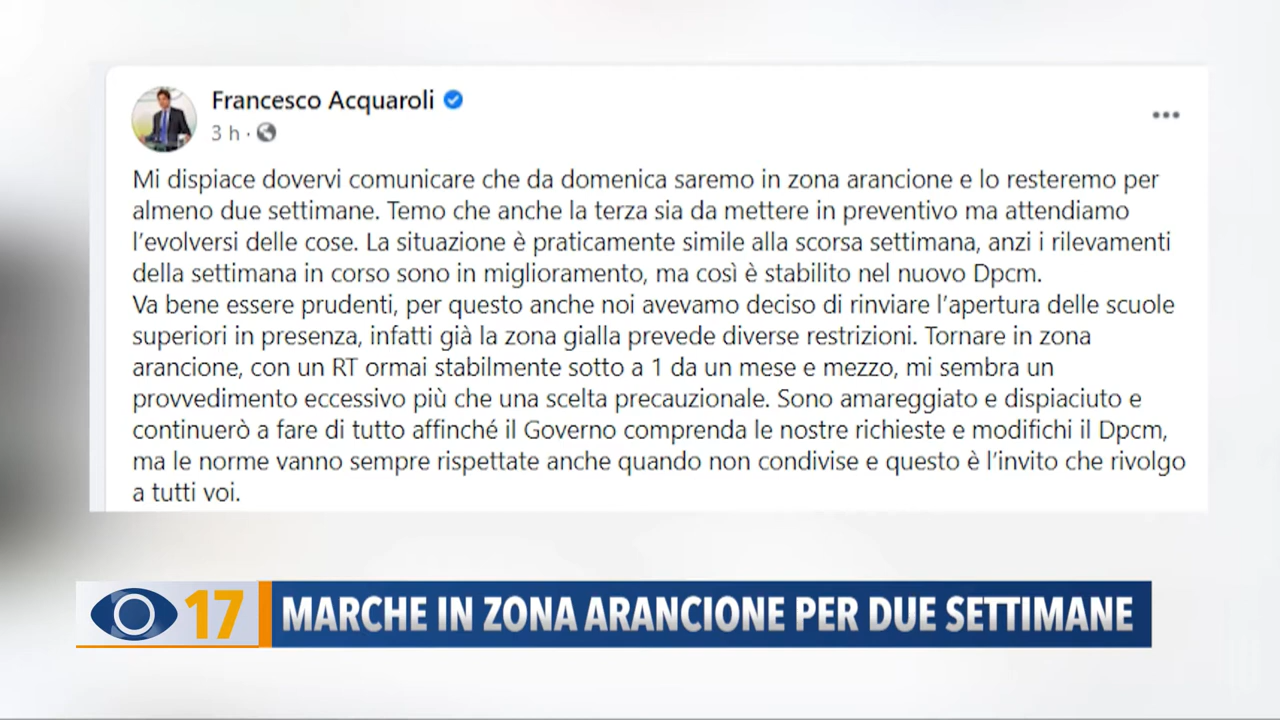 Francesco Acquaroli
3 h ·
Mi dispiace dovervi comunicare che da domenica saremo in zona arancione e lo resteremo per
almeno due settimane. Temo che anche la terza sia da mettere in preventivo ma attendiamo
l'evolversi delle cose. La situazione è praticamente simile alla scorsa settimana, anzi i rilevamenti
della settimana in corso sono in miglioramento, ma così è stabilito nel nuovo Dpcm.
Va bene essere prudenti, per questo anche noi avevamo deciso di rinviare l'apertura delle scuole
superiori in presenza, infatti già la zona gialla prevede diverse restrizioni. Tornare in zona
arancione, con un RT ormai stabilmente sotto a 1 da un mese e mezzo, mi sembra un
provvedimento eccessivo più che una scelta precauzionale. Sono amareggiato e dispiaciuto e
continuerò a fare di tutto affinché il Governo comprenda le nostre richieste e modifichi il Dpcm,
ma le norme vanno sempre rispettate anche quando non condivise e questo è l'invito che rivolgo
a tutti voi.
17 MARCHE IN ZONA ARANCIONE PER DUE SETTIMANE